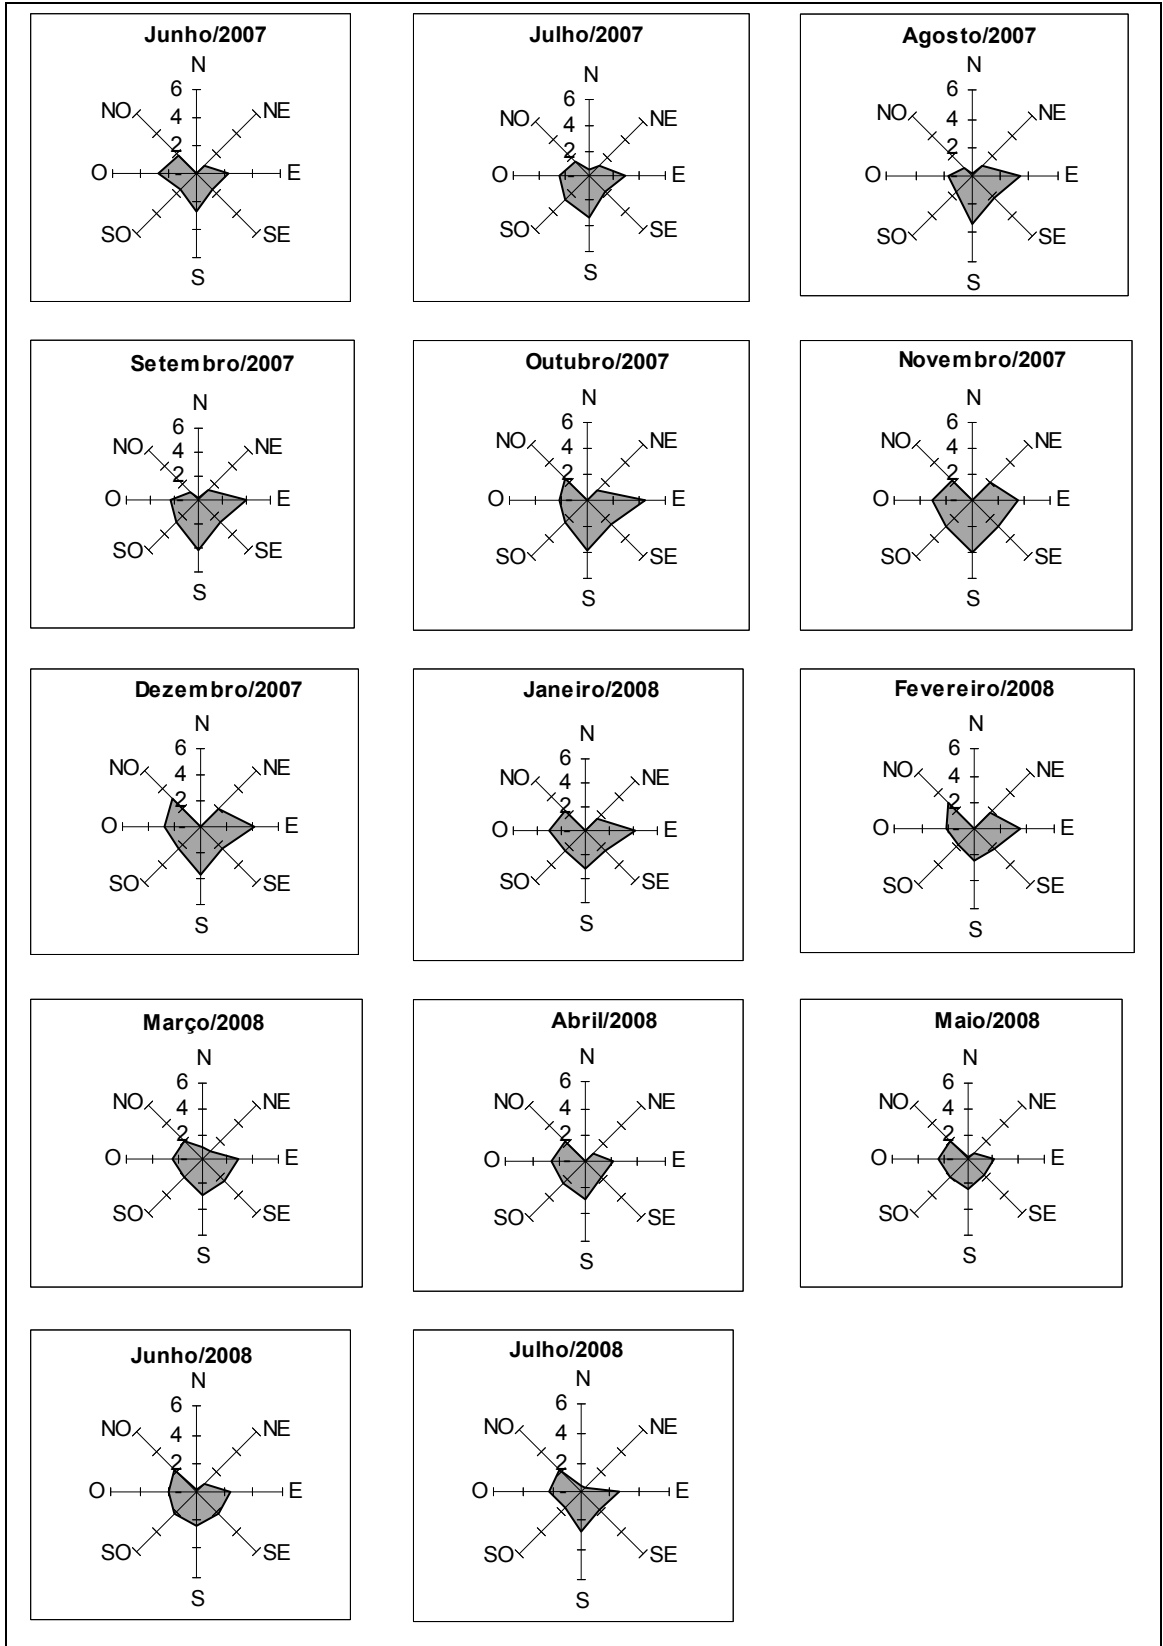 Junho/2007
N
6
NO
NE
4
2
O
E
SO
SE
S
Julho/2007
N
6
NO
NE
4
2
O
E
SO
SE
S
Agosto/2007
N
6
NO
NE
4
2
O
E
SO
SE
S
Setembro/2007
N
6
NO
NE
4
2
O
E
SO
SE
S
Outubro/2007
N
6
NO
NE
4
2
O
E
SO
SE
S
Novembro/2007
N
6
NO
NE
4
2
O
E
SO
SE
S
Dezembro/2007
N
6
NO
NE
4
2
O
E
SO
SE
S
Janeiro/2008
N
6
NO
NE
4
2
O
E
SO
SE
S
Fevereiro/2008
N
6
NO
NE
4
2
O
E
SO
SE
S
Março/2008
N
6
NO
NE
4
2
O
E
SO
SE
S
Abril/2008
N
6
NO
NE
4
2
O
E
SO
SE
S
Maio/2008
N
6
NO
NE
4
2
O
E
SO
SE
S
Junho/2008
N
6
NO
NE
4
2
O
E
SO
SE
S
Julho/2008
N
6
NO
NE
4
2
O
E
SO
SE
S